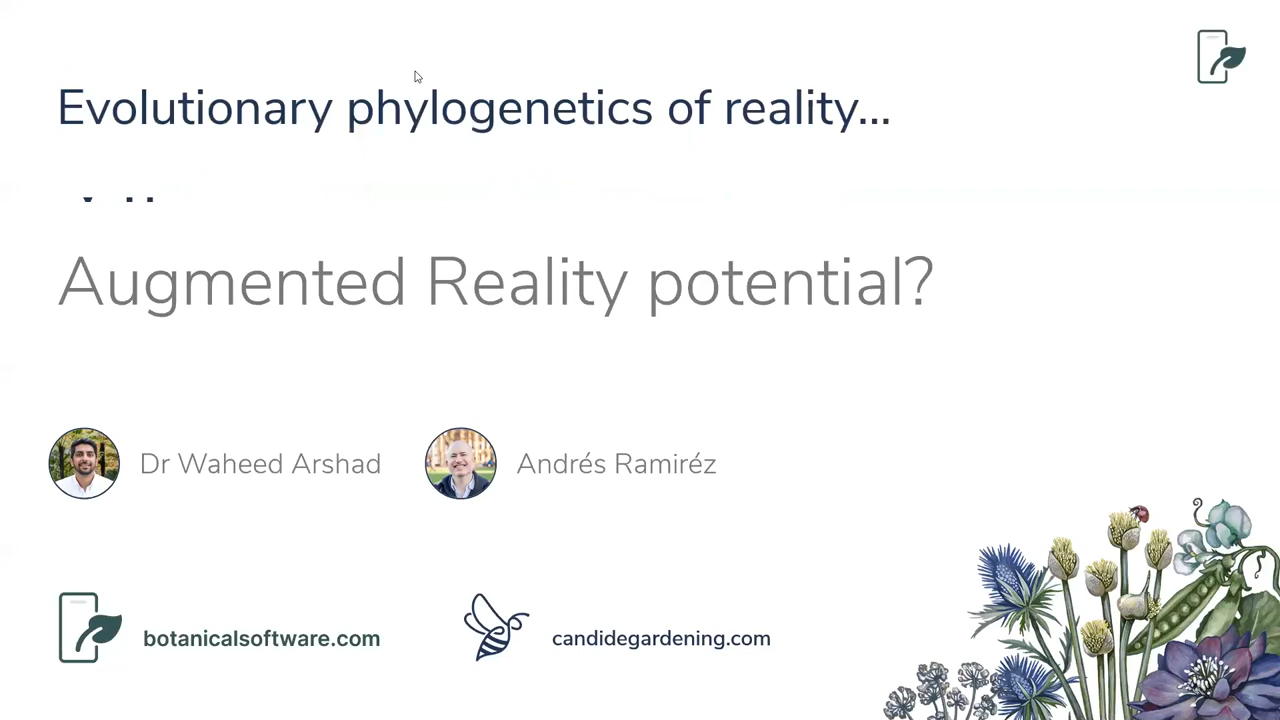 Evolutionary phylogenetics of reality...
Augmented Reality potential?
Dr Waheed Arshad
Andrés Ramiréz
botanicalsoftware.com
candidegardening.com